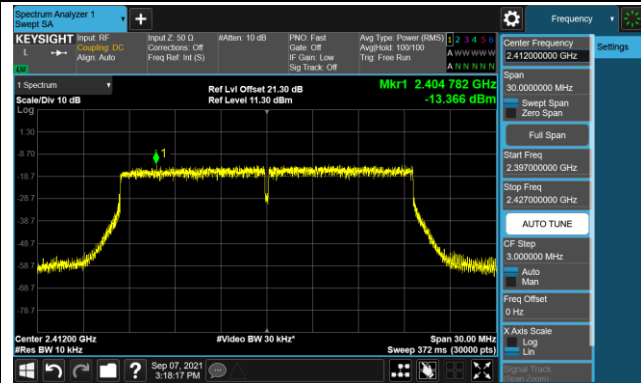 Spectrum Analyzer 1
Swept SA
+
Frequency
KEYSIGHT
Input: RF
Coupling: DC
Align: Auto
Input Z: 50 Ω
Corrections: Off
Freq Ref: Int (S)
#Atten: 10 dB
PNO: Fast
Gate: Off
IF Gain: Low
Sig Track: Off
Avg Type: Power (RMS)
Avg|Hold: 100/100
Trig: Free Run
1 2 3 4 5 6
A W W W W W
A N N N N N
L
Center Frequency
2.412000000 GHz
Settings
Span
30.0000000 MHz
Swept Span
Zero Span
Full Span
Start Freq
2.397000000 GHz
Stop Freq
2.427000000 GHz
AUTO TUNE
CF Step
3.000000 MHz
Auto
Man
Freq Offset
0 Hz
X Axis Scale
Log
Lin
Signal Track
(Span Zoom)
1 Spectrum
Scale/Div 10 dB
Log
Ref Lvl Offset 21.30 dB
Ref Level 11.30 dBm
Mkr1 2.404 782 GHz
-13.366 dBm
1
1.30
-8.70
-18.7
-28.7
-38.7
-48.7
-58.7
-68.7
-78.7
Center 2.41200 GHz
#Res BW 10 kHz
#Video BW 30 kHz*
Span 30.00 MHz
Sweep 372 ms (30000 pts)
?
Sep 07, 2021
3:18:17 PM